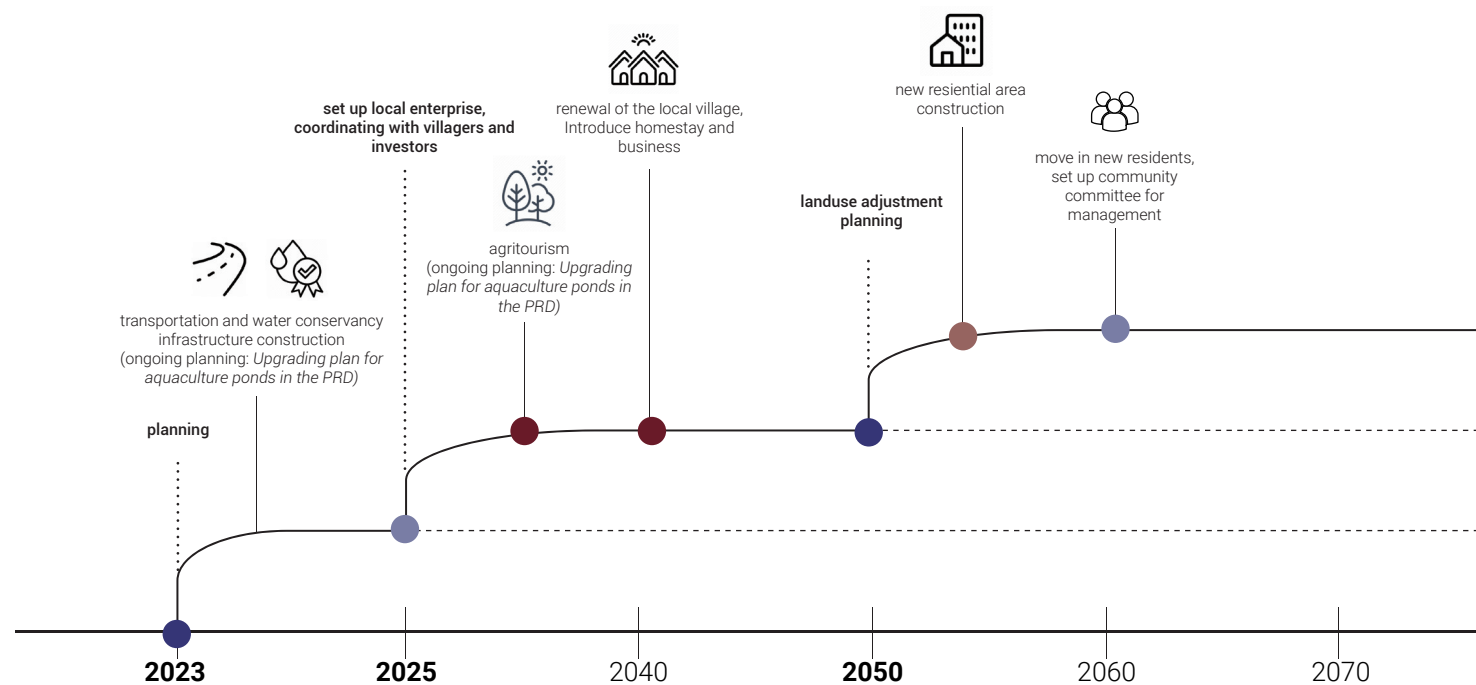 new resiential area
construction
set up local enterprise,
coordinating with villagers and
investors
renewal of the local village,
Introduce homestay and
business
move in new residents,
set up community
committee for
management
landuse adjustment
planning
agritourism
(ongoing planning: Upgrading
plan for aquaculture ponds in
the PRD)
transportation and water conservancy
infrastructure construction
(ongoing planning: Upgrading plan for
aquaculture ponds in the PRD)
planning
2023
2025
2040
2050
2060
2070